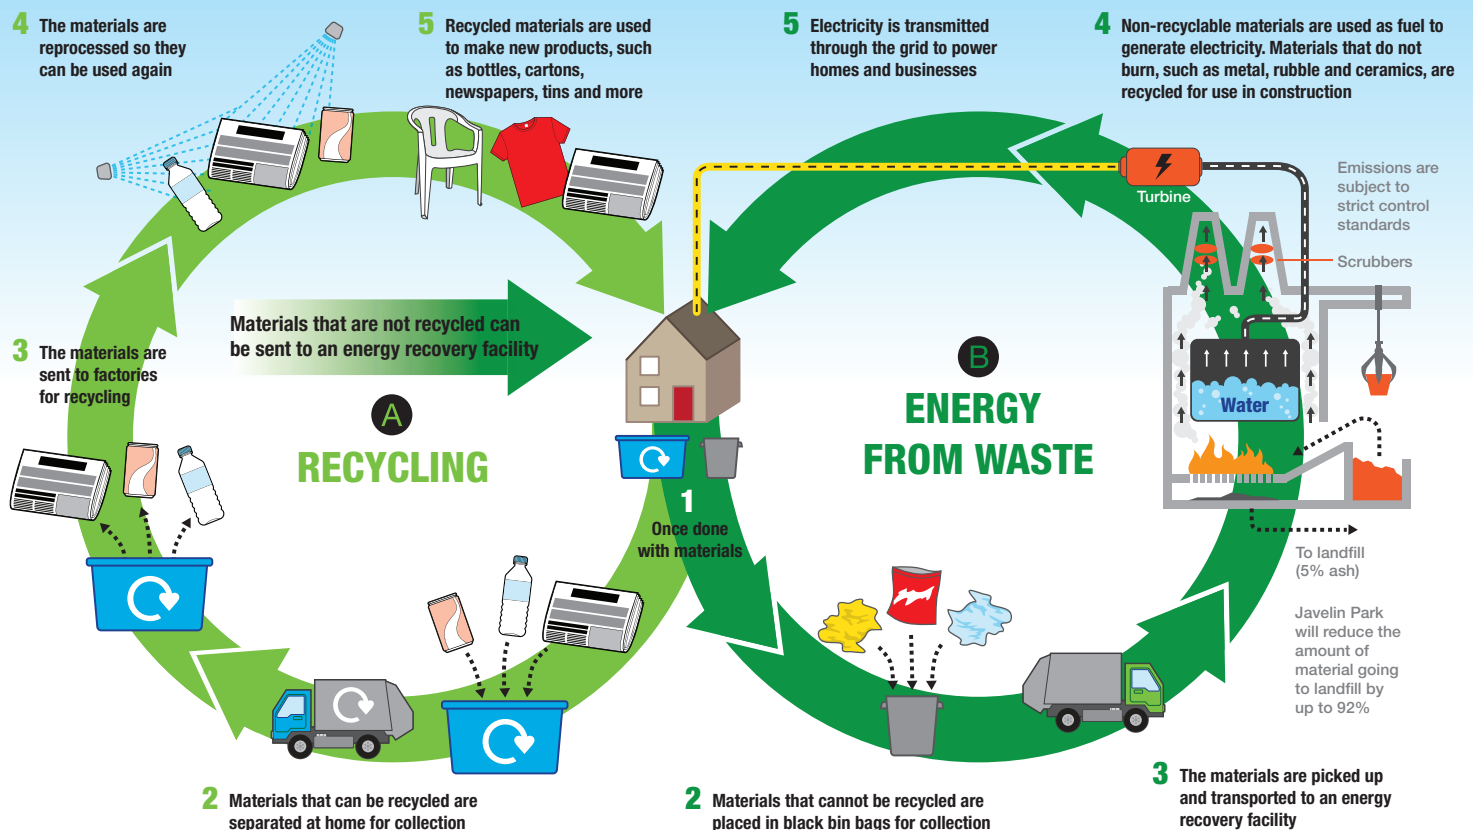 4 The materials are
reprocessed so they
can be used again
5 Recycled materials are used
to make new products, such
as bottles, cartons,
newspapers, tins and more
5 Electricity is transmitted
through the grid to power
homes and businesses
4 Non-recyclable materials are used as fuel to
generate electricity. Materials that do not
burn, such as metal, rubble and ceramics, are
recycled for use in construction
Turbine
Emissions are
subject to
strict control
standards
Scrubbers
Materials that are not recycled can
be sent to an energy recovery facility
3 The materials are
sent to factories
for recycling
A
RECYCLING
B
ENERGY
FROM WASTE
Water
1
Once done
with materials
To landfill
(5% ash)
Javelin Park
will reduce the
amount of
material going
to landfill by
up to 92%
2 Materials that can be recycled are
separated at home for collection
2 Materials that cannot be recycled are
placed in black bin bags for collection
3 The materials are picked up
and transported to an energy
recovery facility